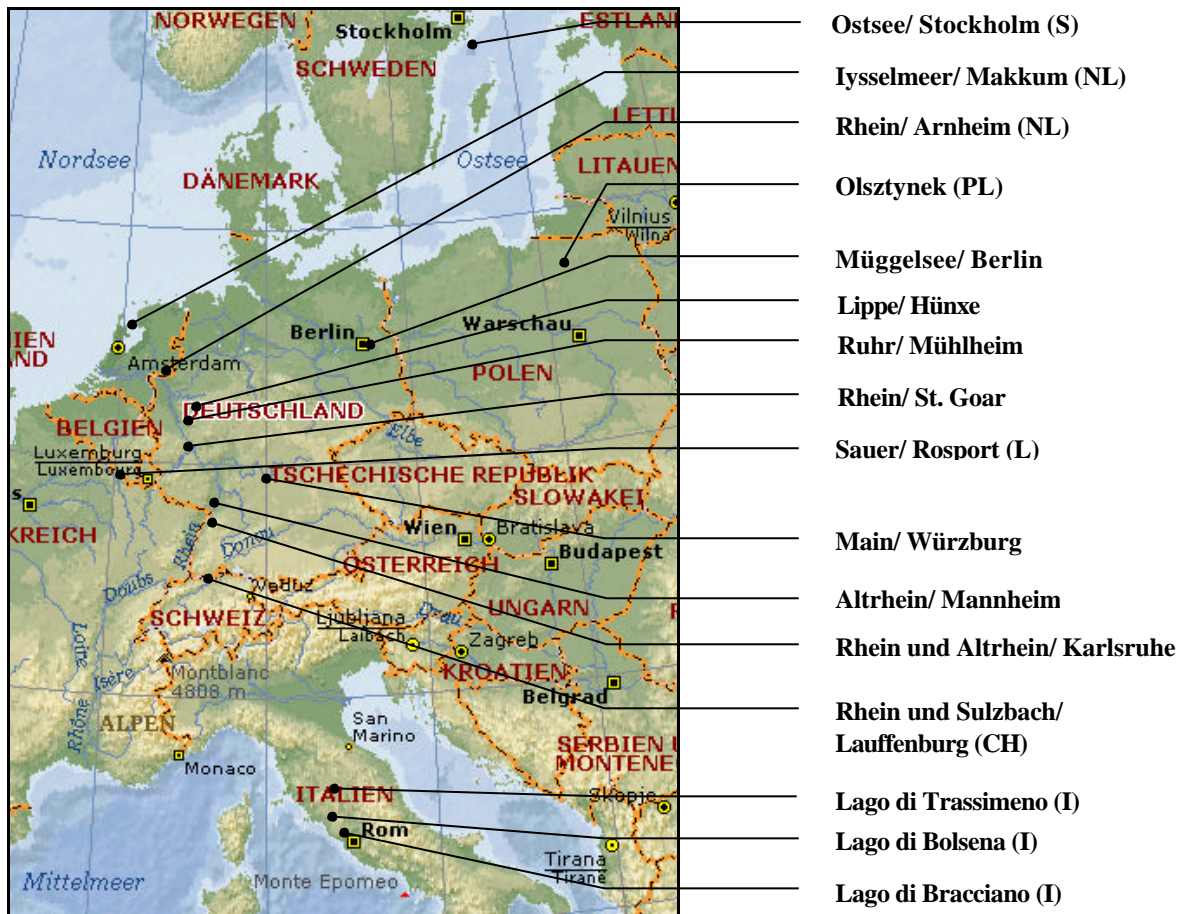 NORWEGEN
Stockholm
ESTLAN
SCHWEDEN
LETTL
Nordsee
Ostsee
LITAUEN
DÄNEMARK
Vilnius
Wilna
IEN
ND
Berlin
Warschau
Amsterdam
POLEN
DEUTSCHLAND
BELGIEN
Elbe
Luxemburg
Luxembourg
TSCHECHISCHE REPUBLIK
SLOWAKEI
s
KREICH
Wien
Bratislava
Rhein
Donau
Budapest
ÖSTERREICH
Doubs
Vaduz
SCHWEIZ
Ljubljana
Laibach
Drau
UNGARN
Zagreb
Loire
Isère
Montblanc
4808 m
KROATIEN
Belgrad
Rhône
ALPEN
San
Marino
SERBIEN U
MONTENE
Monaco
ITALIEN
Skopje
Rom
Tirana
Tiranë
Mittelmeer
Monte Epomeo
Ostsee/ Stockholm (S)
Iysselmeer/ Makkum (NL)
Rhein/ Arnheim (NL)
Olsztynek (PL)
Müggelsee/ Berlin
Lippe/ Hünxe
Ruhr/ Mühlheim
Rhein/ St. Goar
Sauer/ Rosport (L)
Main/ Würzburg
Altrhein/ Mannheim
Rhein und Altrhein/ Karlsruhe
Rhein und Sulzbach/
Lauffenburg (CH)
Lago di Trassimeno (I)
Lago di Bolsena (I)
Lago di Bracciano (I)